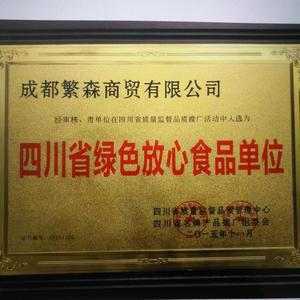 成都繁森商贸有限公司
经审核、贵单位在四川省质量监督品质推广活动中入选为
四川省绿色放心食品单位
四川省质量监督品质管理中心
四川省名牌产品推广组委会
二〇一五年十月